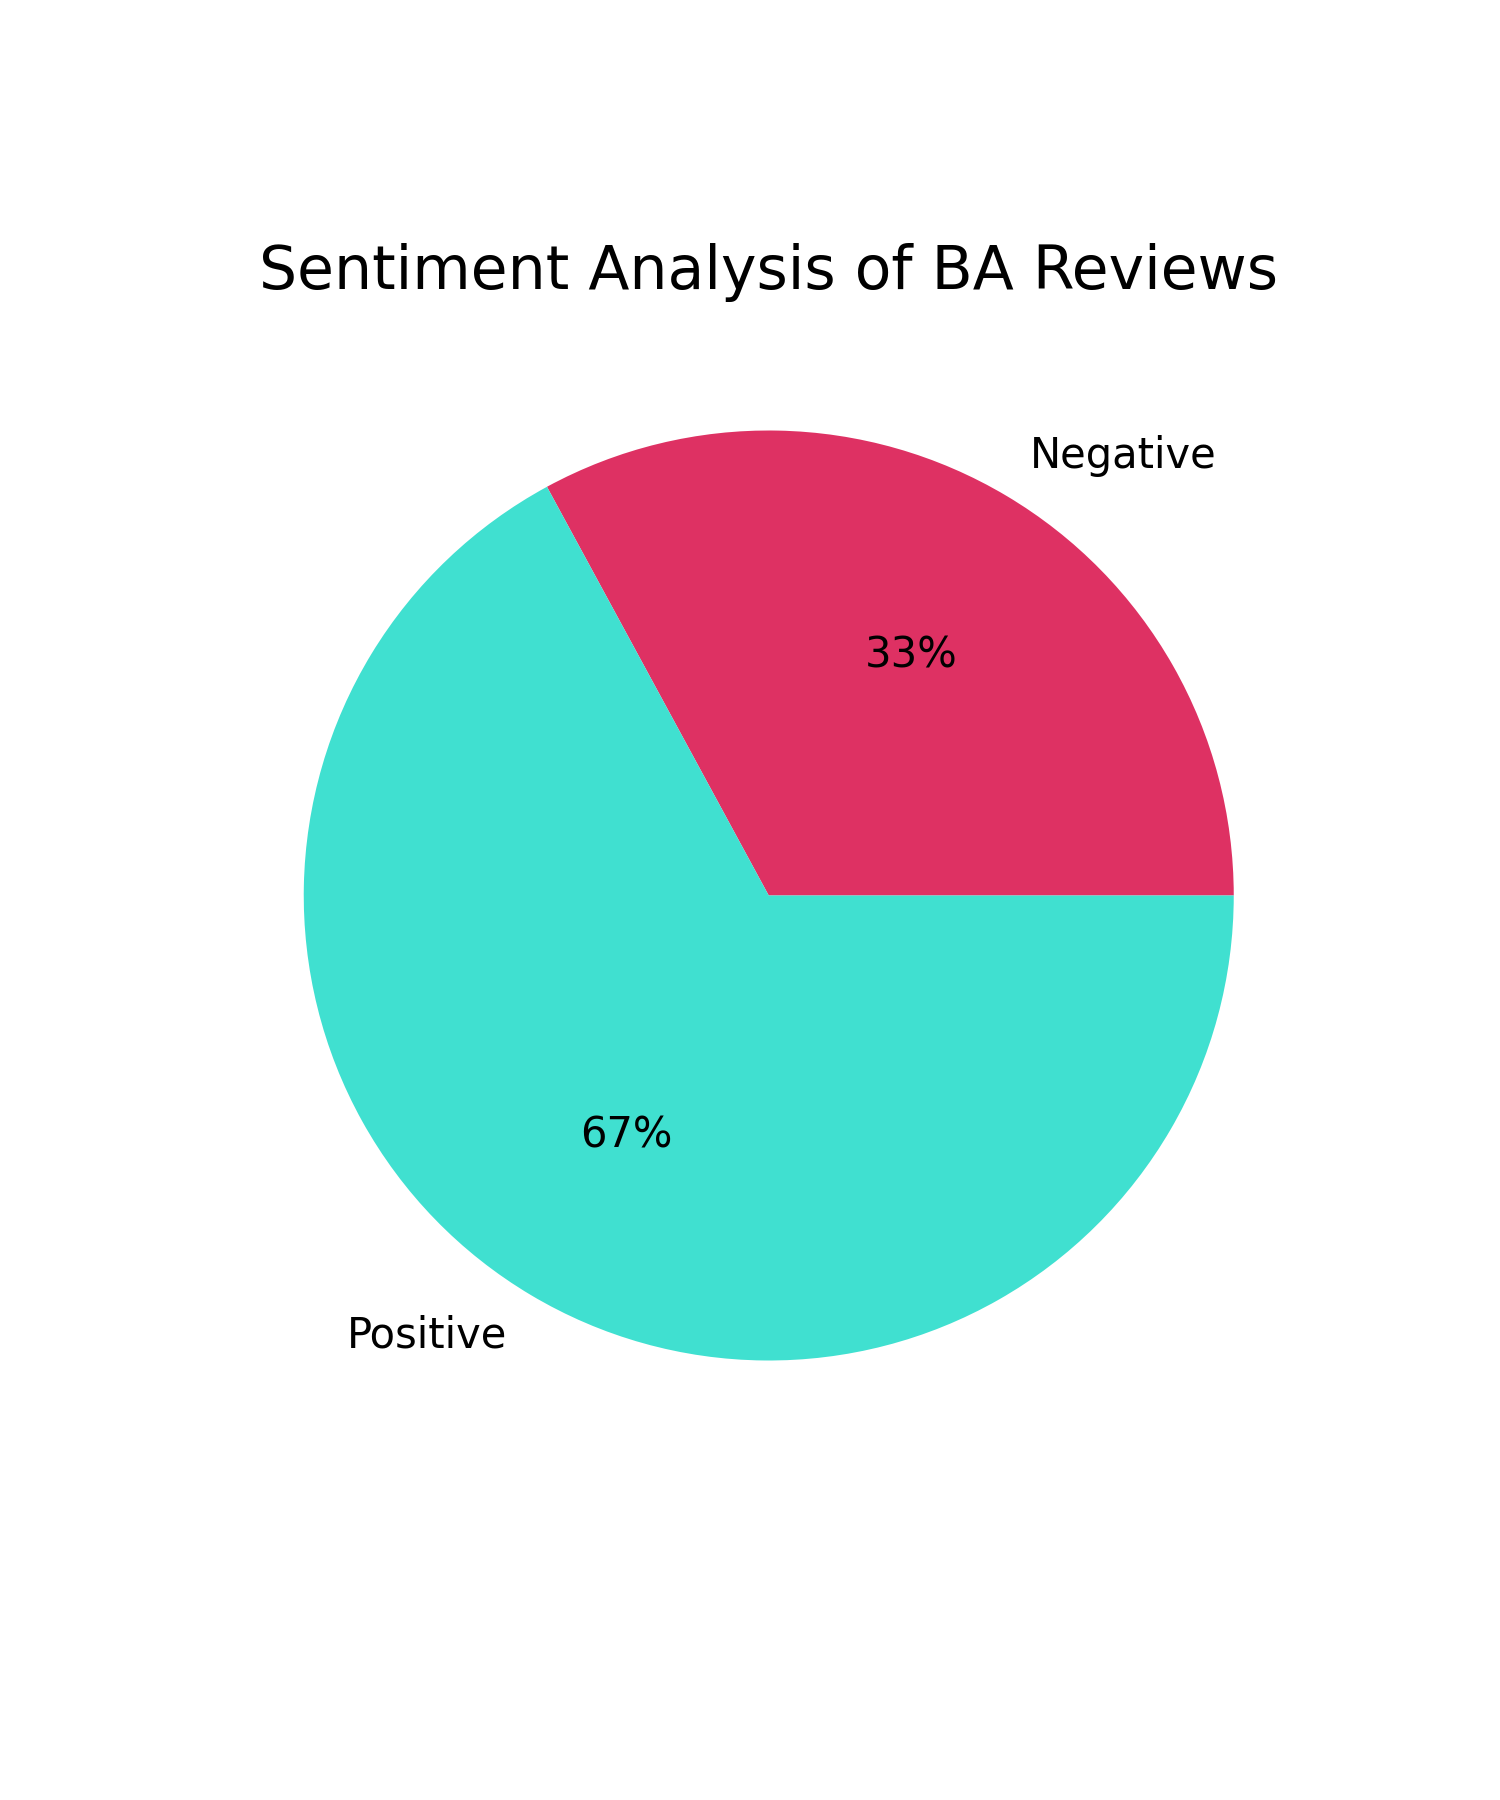 Sentiment Analysis of BA Reviews
Negative
33%
67%
Positive